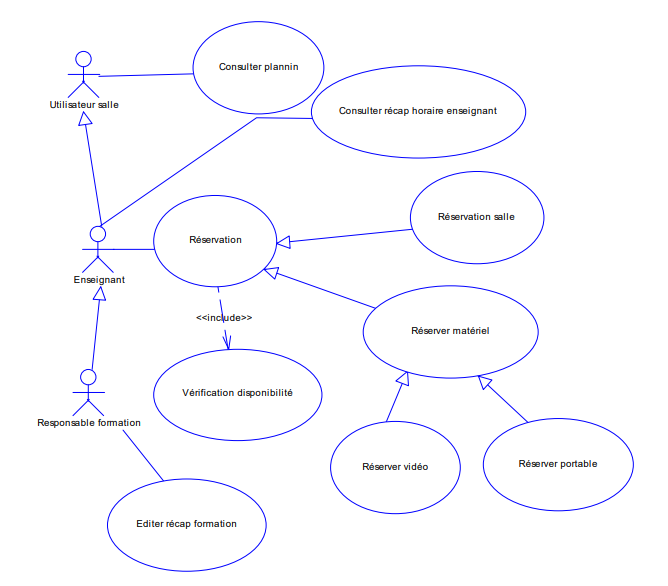 Consulter plannin
Utilisateur salle
Consulter récap horaire enseignant
Réservation salle
Réservation
Enseignant
<<include>>
Réserver matériel
Vérification disponibilité
Responsable formation
Réserver vidéo
Réserver portable
Editer récap formation